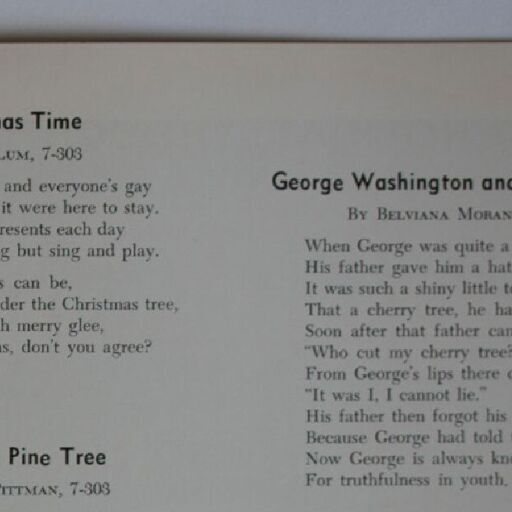 as Time
LUM, 7-303
and everyone's gay
it were here to stay.
resents each day
g but sing and play.
s can be,
der the Christmas tree,
h merry glee,
s, don't you agree?
Pine Tree
ITTMAN, 7-303
George Washington and
BY BELVIANA MORAN
When George was quite a
His father gave him a hat
It was such a shiny little to
That a cherry tree, he ha
Soon after that father cam
"Who cut my cherry tree?
From George's lips there c
"It was I, I cannot lie."
His father then forgot his
Because George had told
Now George is always kno
For truthfulness in youth.